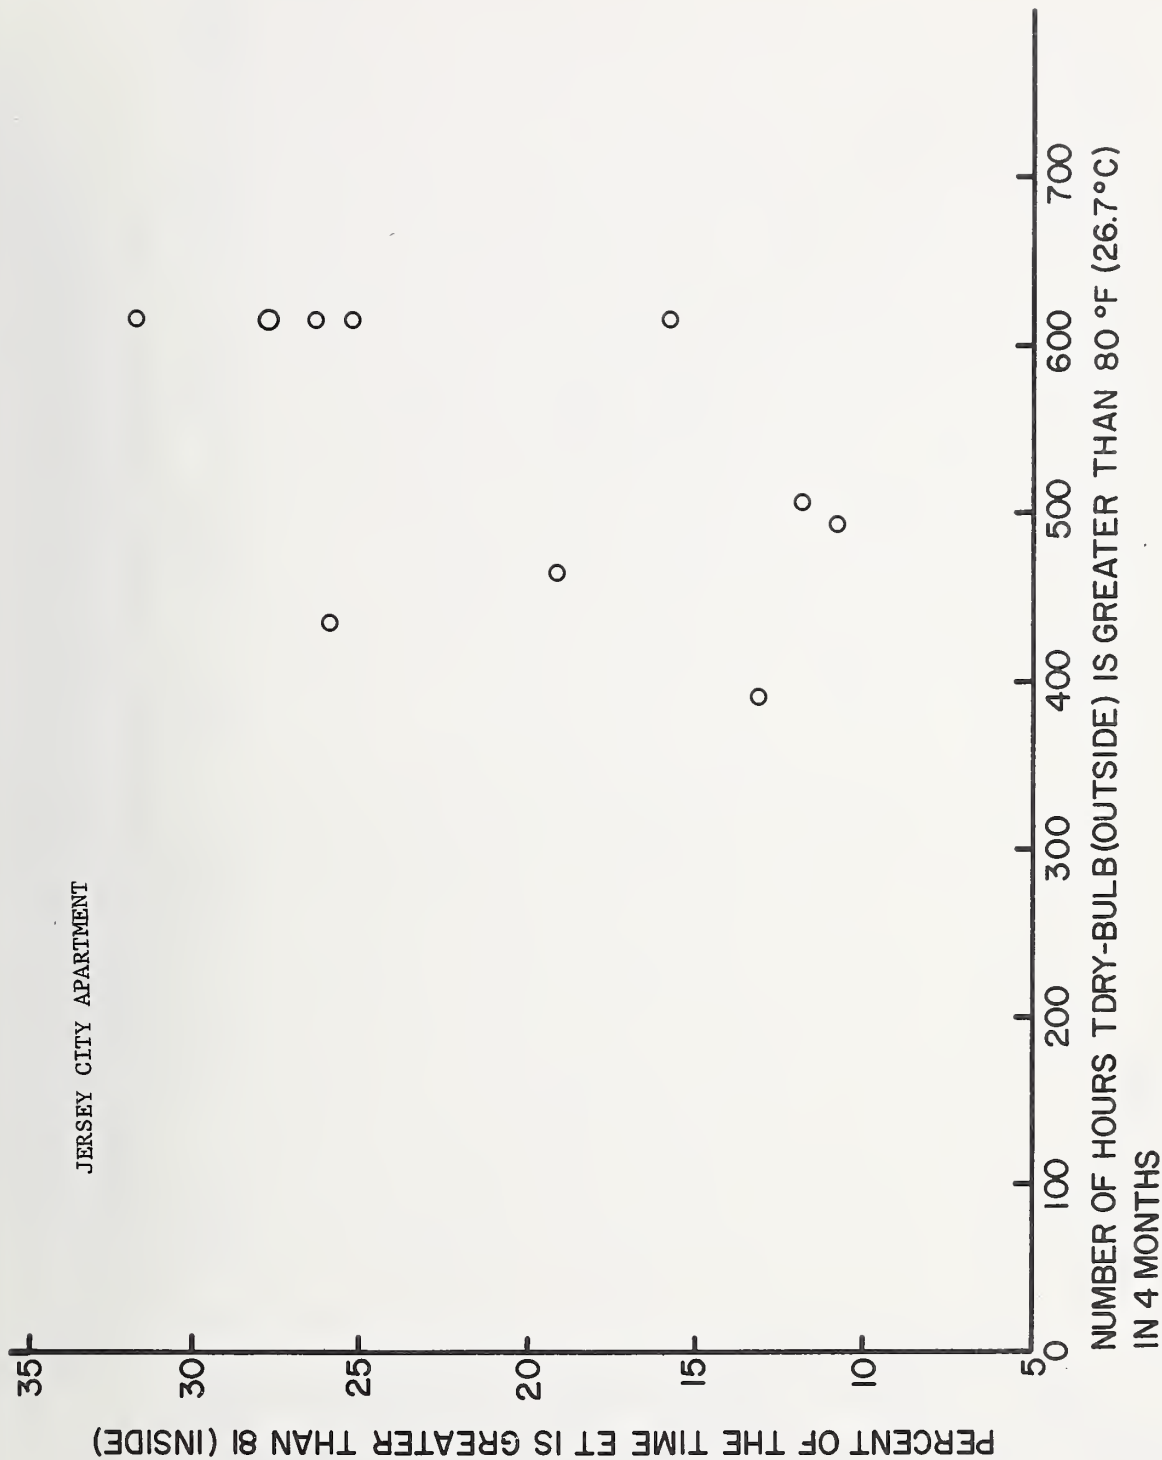 JERSEY CITY APARTMENT
PERCENT OF THE TIME ET IS GREATER THAN 81 (INSIDE)
35
30
25
20
15
10
5
0 100 200 300 400 500 600 700
NUMBER OF HOURS TDRY-BULB(OUTSIDE) IS GREATER THAN 80 °F (26.7°C)
IN 4 MONTHS